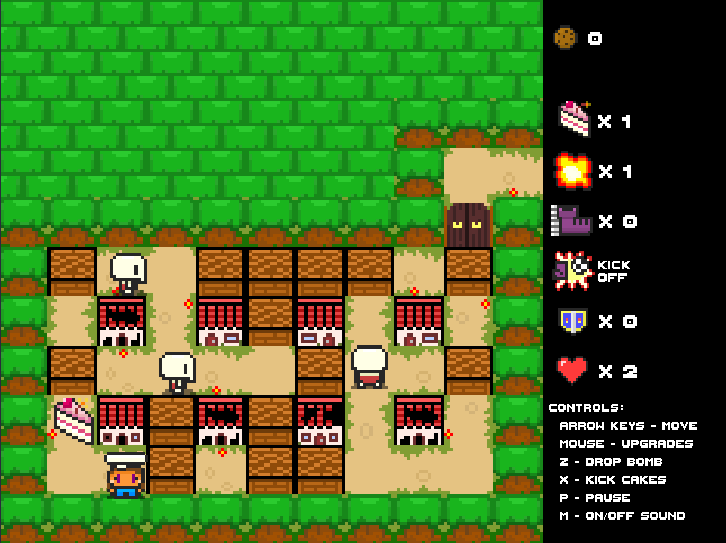 0
X 1
X 1
X 0
KICK
OFF
X 0
X 2
CONTROLS:
ARROW KEYS - MOVE
MOUSE - UPGRADES
Z - DROP BOMB
X - KICK CAKES
P - PAUSE
M - ON/OFF SOUND